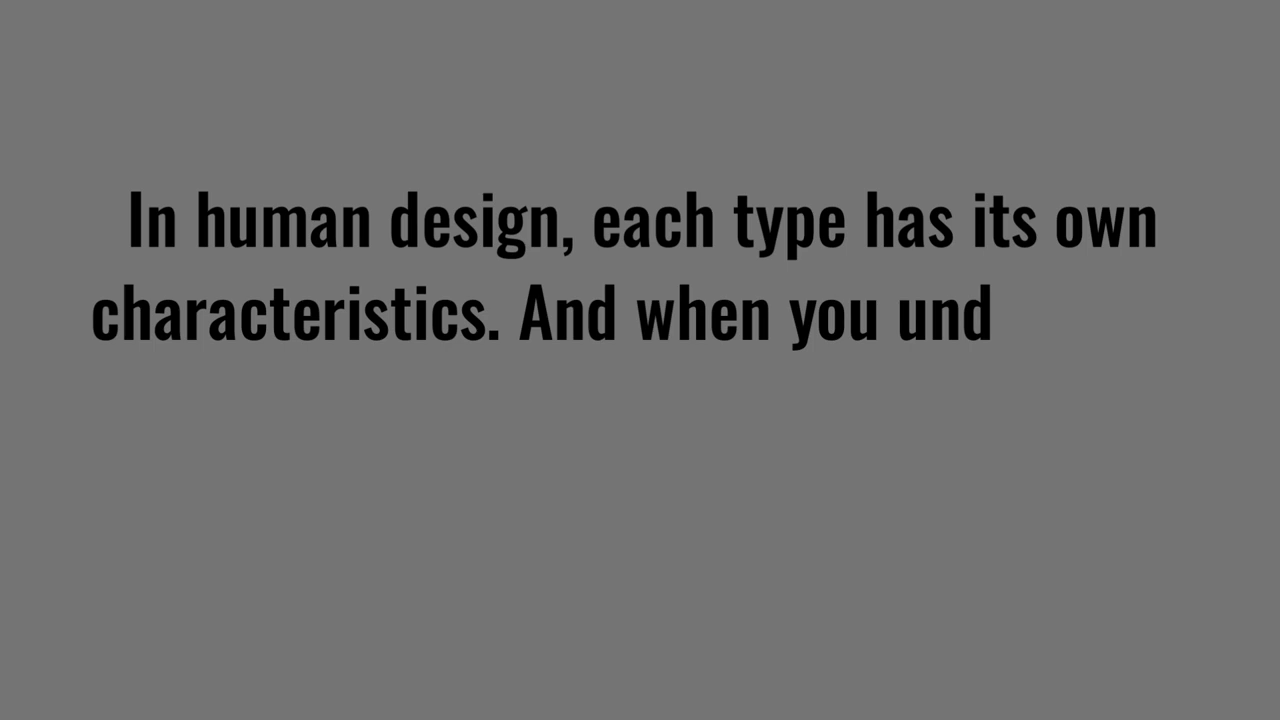 In human design, each type has its own
characteristics. And when you und